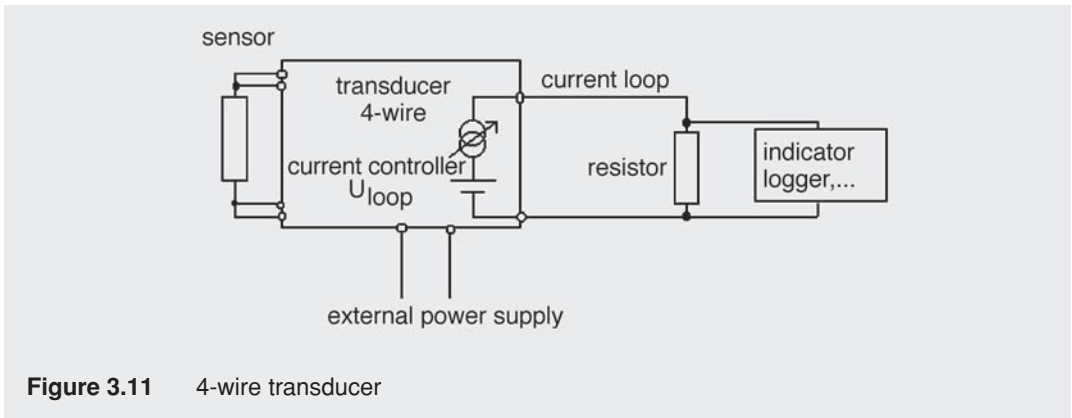 sensor
transducer
4-wire
current loop
current controller
U loop
resistor
indicator
logger,...
external power supply
Figure 3.11 4-wire transducer